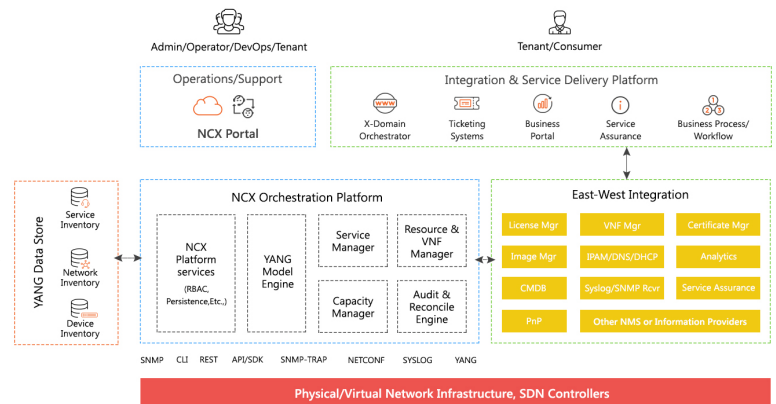 Admin/Operator/DevOps/Tenant
Tenant/Consumer
Operations/Support
NCX Portal
Integration & Service Delivery Platform
WWW
X-Domain
Orchestrator
Ticketing
Systems
Business
Portal
Service
Assurance
1
2 3
Business Process/
Workflow
YANG Data Store
Service
Inventory
Network
Inventory
Device
Inventory
NCX Orchestration Platform
NCX
Platform
services
(RBAC,
Persistence,Etc.,)
YANG
Model
Engine
Service
Manager
Capacity
Manager
Resource &
VNF
Manager
Audit &
Reconcile
Engine
East-West Integration
License Mgr
VNF Mgr
Certificate Mgr
Image Mgr
IPAM/DNS/DHCP
Analytics
CMDB
Syslog/SNMP Rcvr
Service Assurance
PnP
Other NMS or Information Providers
SNMP CLI REST API/SDK SNMP-TRAP NETCONF SYSLOG YANG
Physical/Virtual Network Infrastructure, SDN Controllers